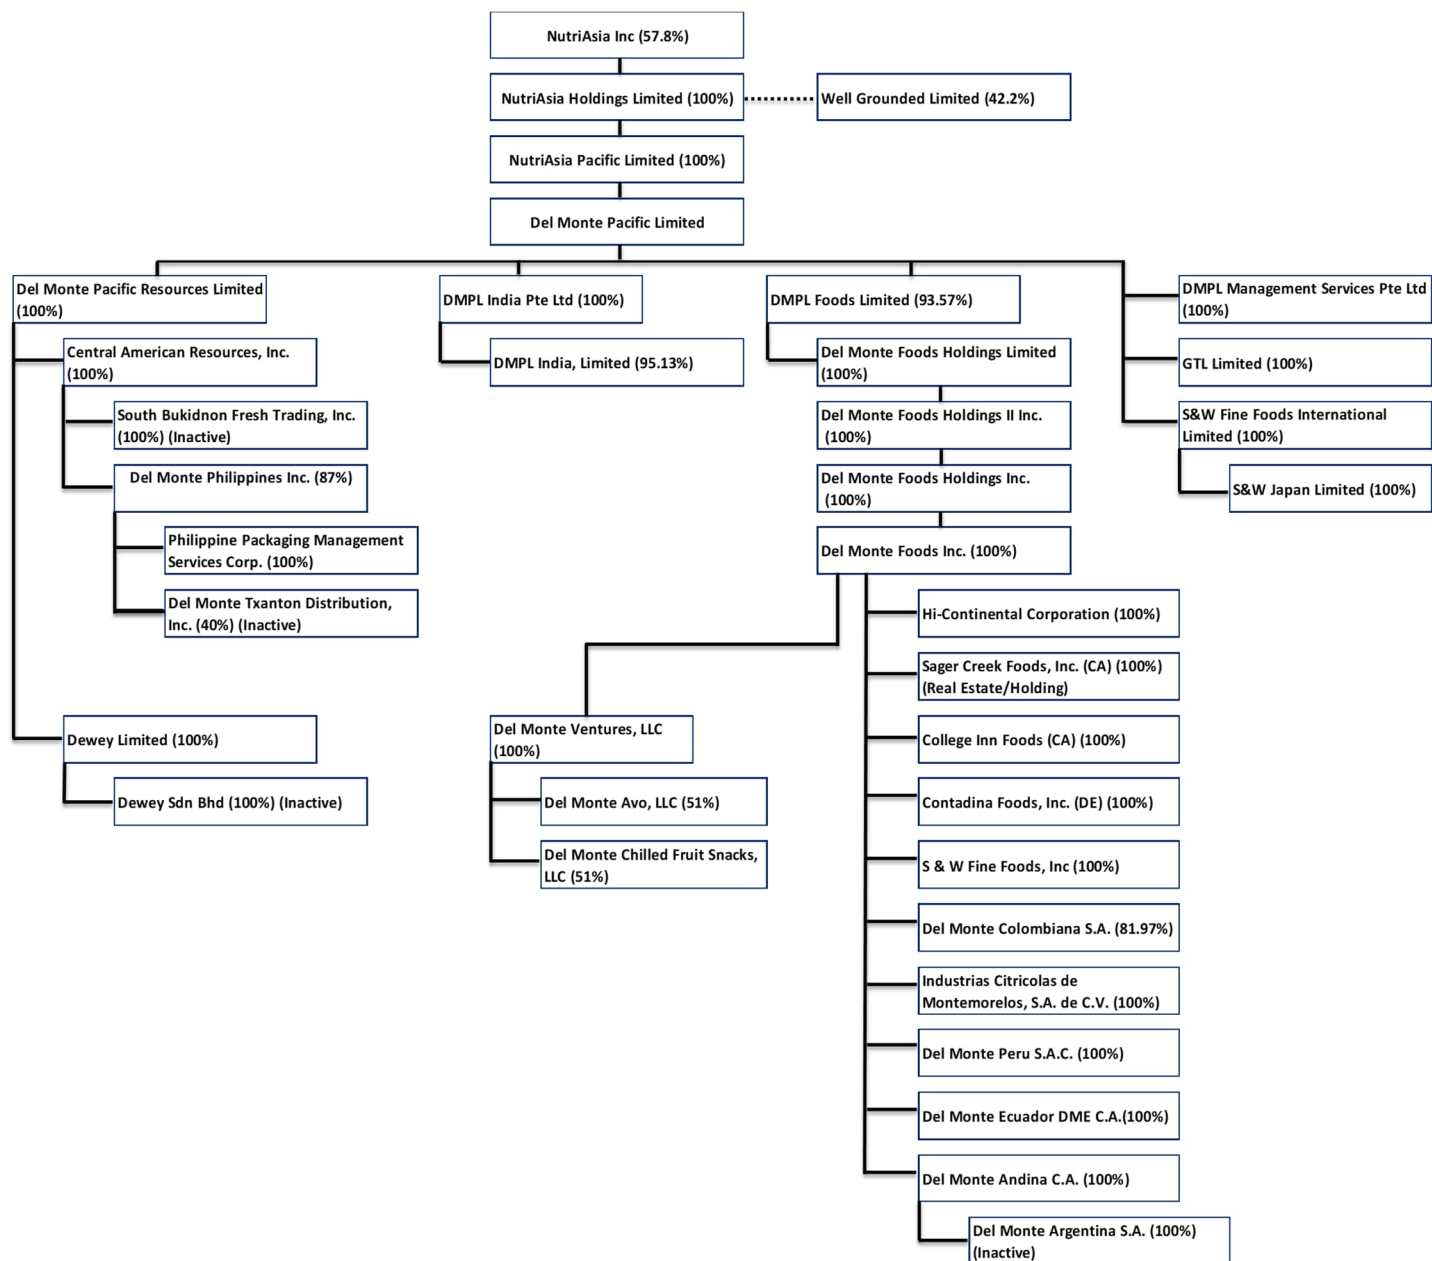 NutriAsia Inc (57.8%)
NutriAsia Holdings Limited (100%)
Well Grounded Limited (42.2%)
NutriAsia Pacific Limited (100%)
Del Monte Pacific Limited
Del Monte Pacific Resources Limited
(100%)
Central American Resources, Inc.
(100%)
South Bukidnon Fresh Trading, Inc.
(100%) (Inactive)
Del Monte Philippines Inc. (87%)
Philippine Packaging Management
Services Corp. (100%)
Del Monte Txanton Distribution,
Inc. (40%) (Inactive)
Dewey Limited (100%)
Dewey Sdn Bhd (100%) (Inactive)
DMPL India Pte Ltd (100%)
DMPL India, Limited (95.13%)
DMPL Foods Limited (93.57%)
Del Monte Foods Holdings Limited
(100%)
Del Monte Foods Holdings II Inc.
(100%)
Del Monte Foods Holdings Inc.
(100%)
Del Monte Foods Inc. (100%)
Del Monte Ventures, LLC
(100%)
Del Monte Avo, LLC (51%)
Del Monte Chilled Fruit Snacks,
LLC (51%)
Hi-Continental Corporation (100%)
Sager Creek Foods, Inc. (CA) (100%)
(Real Estate/Holding)
College Inn Foods (CA) (100%)
Contadina Foods, Inc. (DE) (100%)
S & W Fine Foods, Inc (100%)
Del Monte Colombiana S.A. (81.97%)
Industrias Citricolas de
Montemorelos, S.A. de C.V. (100%)
Del Monte Peru S.A.C. (100%)
Del Monte Ecuador DME C.A.(100%)
Del Monte Andina C.A. (100%)
Del Monte Argentina S.A. (100%)
(Inactive)
DMPL Management Services Pte Ltd
(100%)
GTL Limited (100%)
S&W Fine Foods International
Limited (100%)
S&W Japan Limited (100%)